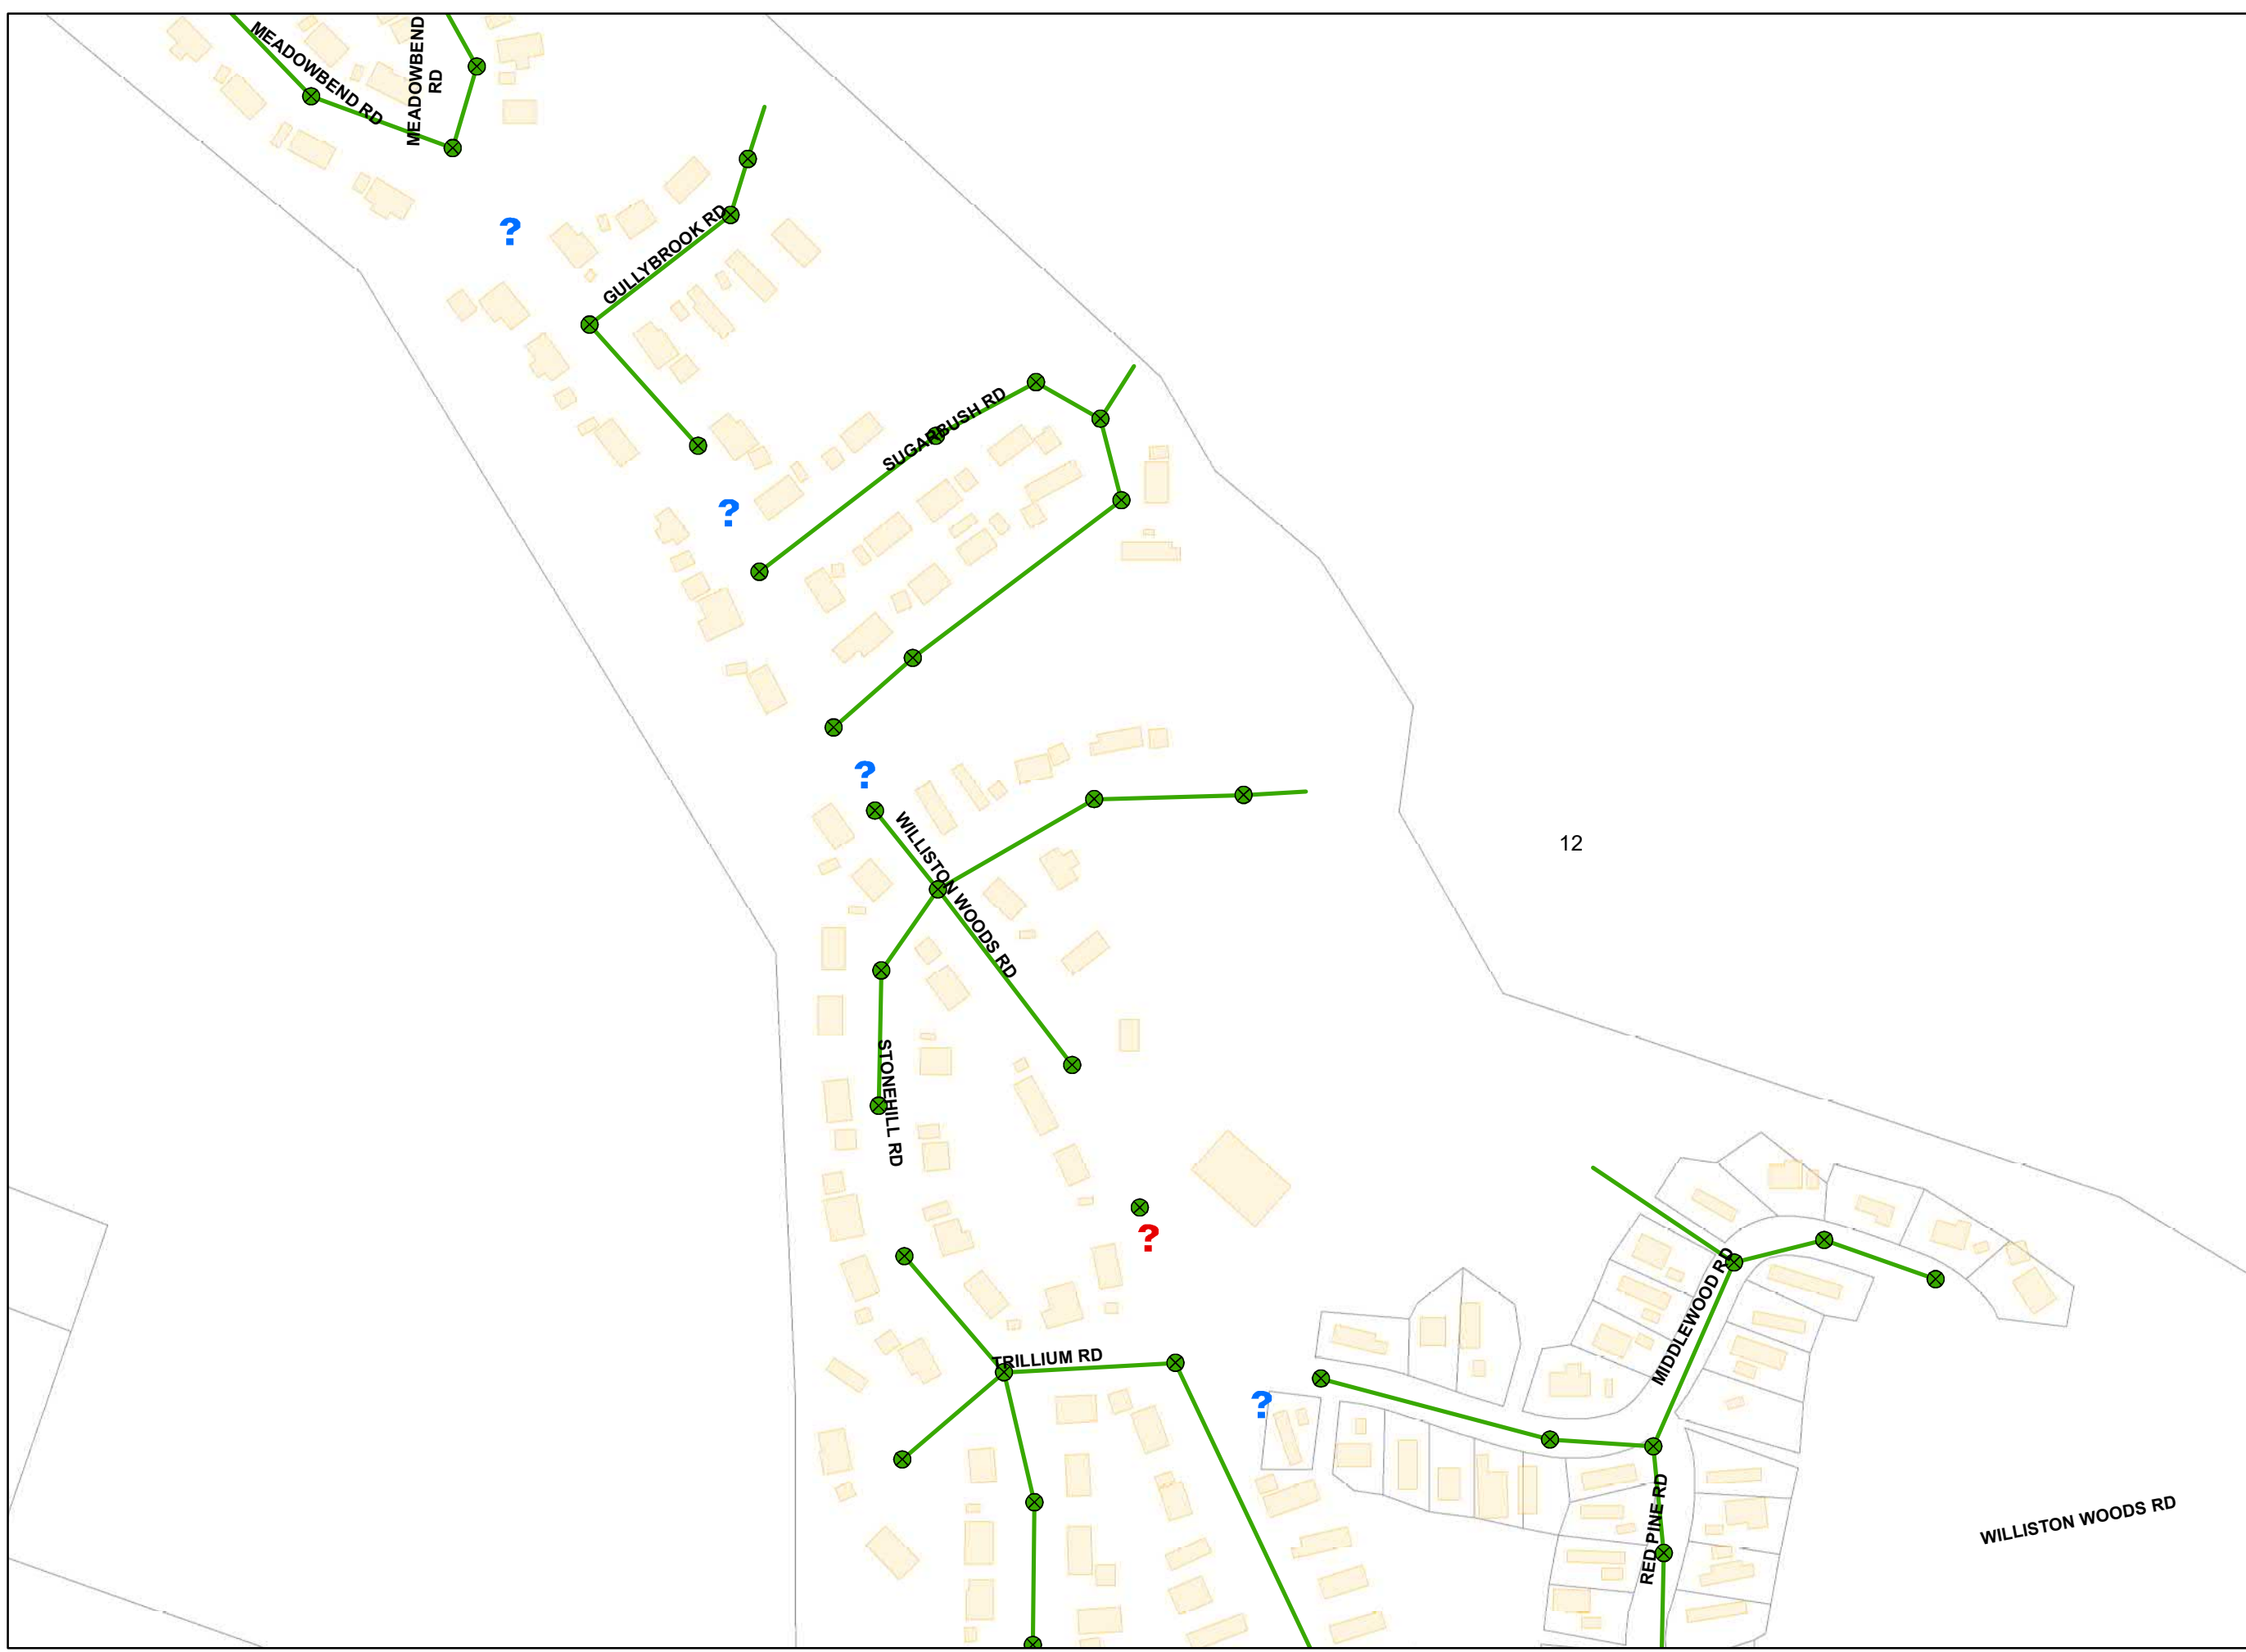 MEADOWBEND RD
MEADOWBEND
RD
?
GULLYBROOK RD
SUGARBUSH RD
?
?
WILLISTON WOODS RD
12
STONEHILL RD
?
MIDDLEWOOD RD
TRILLIUM RD
?
RED PINE RD
WILLISTON WOODS RD